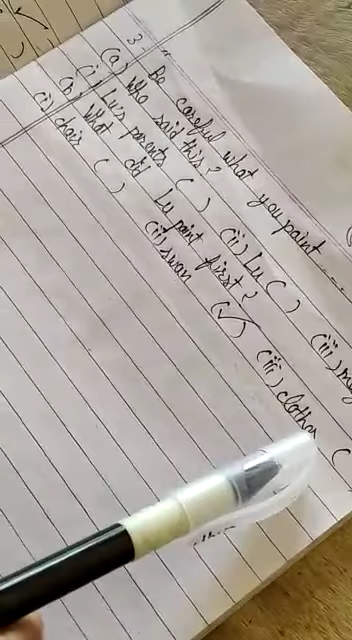 3. " Be careful what you paint....
(a) Who said this?
(i) Lu's parents ( ) (ii) Lu ( ) (iii)
(b) What did Lu paint first?
(i) chair ( ) (ii) swan (✓) (iii) clothes (